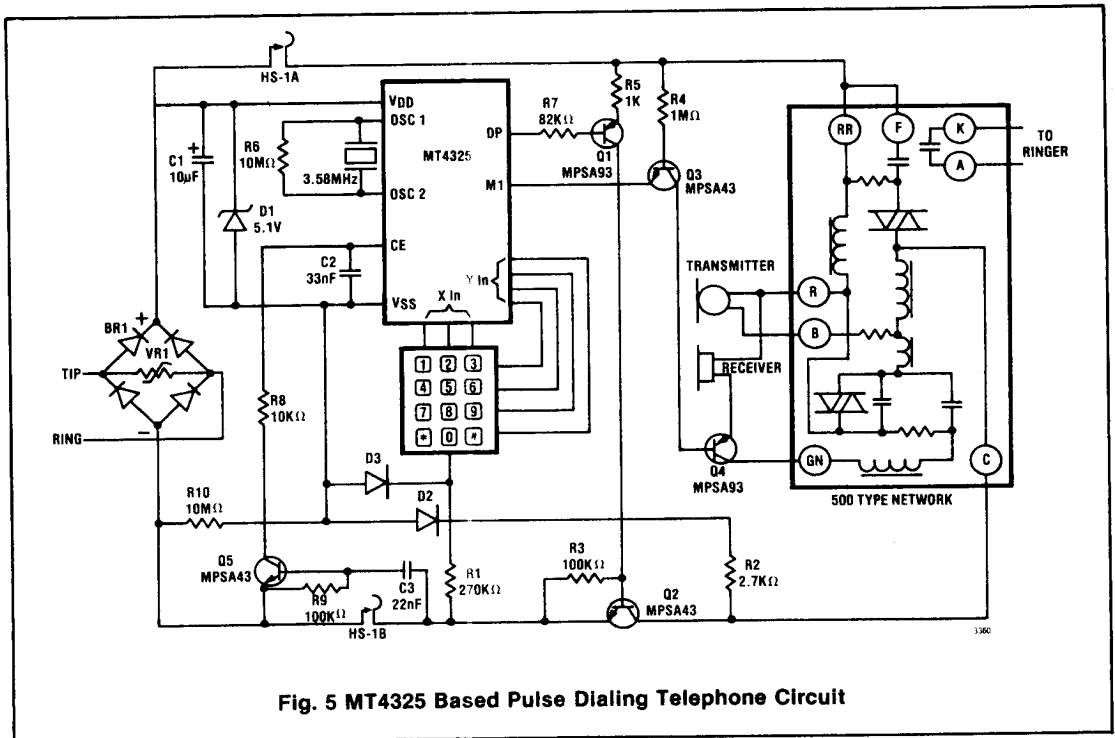 HS-1A
VDD
OSC 1
OSC 2
CE
VSS
MT4325
DP
M1
Y In
X In
R6
10MΩ
3.58MHz
C1
10µF
+
D1
5.1V
C2
33nF
R7
82KΩ
R5
1K
R4
1MΩ
Q1
MPSA93
Q3
MPSA43
RR
F
K
A
TO
RINGER
TRANSMITTER
R
B
RECEIVER
Q4
MPSA93
GN
C
500 TYPE NETWORK
BR1
+
VR1
TIP
RING
−
R8
10KΩ
1 2 3
4 5 6
7 8 9
* 0 #
D3
D2
R10
10MΩ
Q5
MPSA43
R9
100KΩ
C3
22nF
HS-1B
R1
270KΩ
R3
100KΩ
Q2
MPSA43
R2
2.7KΩ
3360
Fig. 5 MT4325 Based Pulse Dialing Telephone Circuit